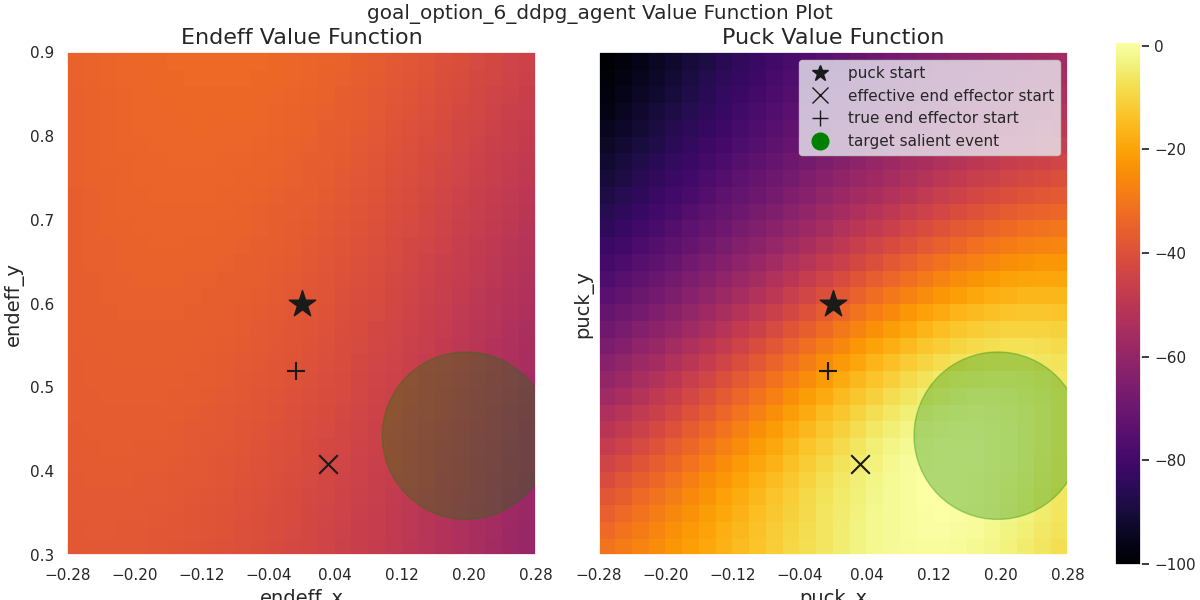 goal_option_6_ddpg_agent Value Function Plot
Endeff Value Function
Puck Value Function
0.9
0.8
0.7
0.6
0.5
0.4
0.3
endeff_y
−0.28 −0.20 −0.12 −0.04 0.04 0.12 0.20 0.28
endeff_x
puck_y
puck start
effective end effector start
true end effector start
target salient event
−0.28 −0.20 −0.12 −0.04 0.04 0.12 0.20 0.28
puck_x
0
−20
−40
−60
−80
−100